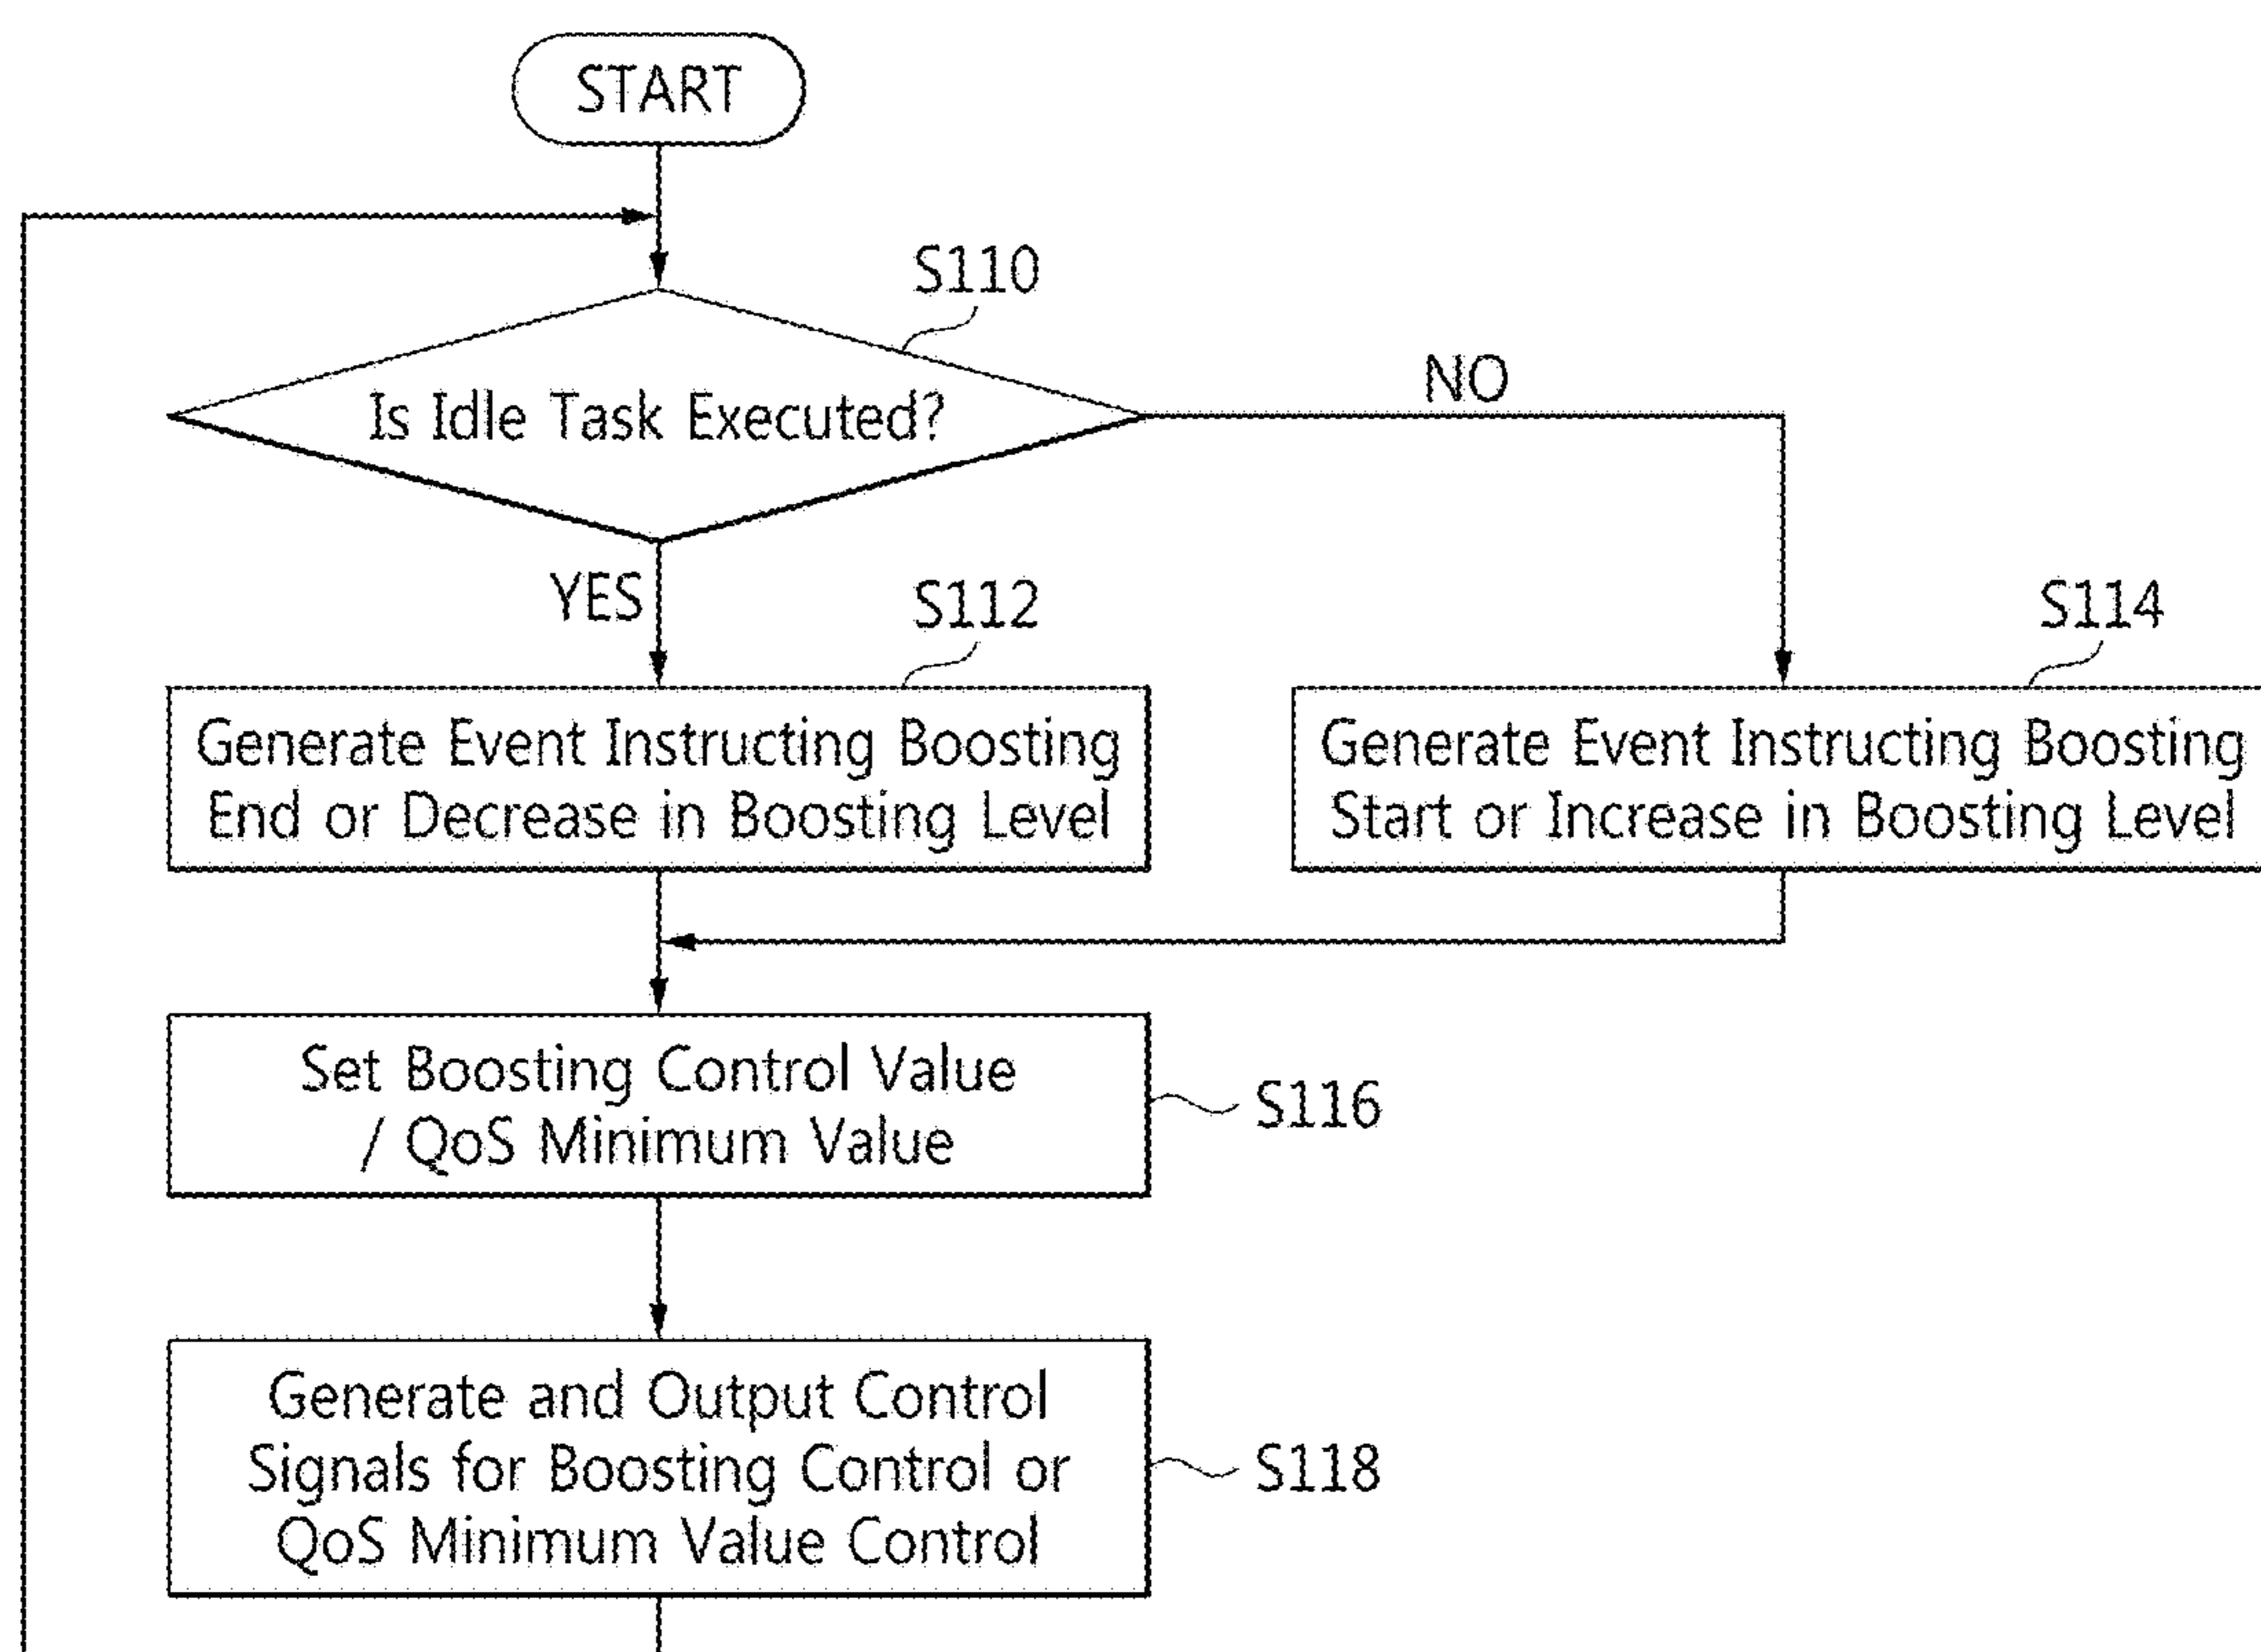 START
S110
Is Idle Task Executed?
NO
YES
S112
S114
Generate Event Instructing Boosting
End or Decrease in Boosting Level
Generate Event Instructing Boosting
Start or Increase in Boosting Level
Set Boosting Control Value
/ QoS Minimum Value
S116
Generate and Output Control
Signals for Boosting Control or
QoS Minimum Value Control
S118